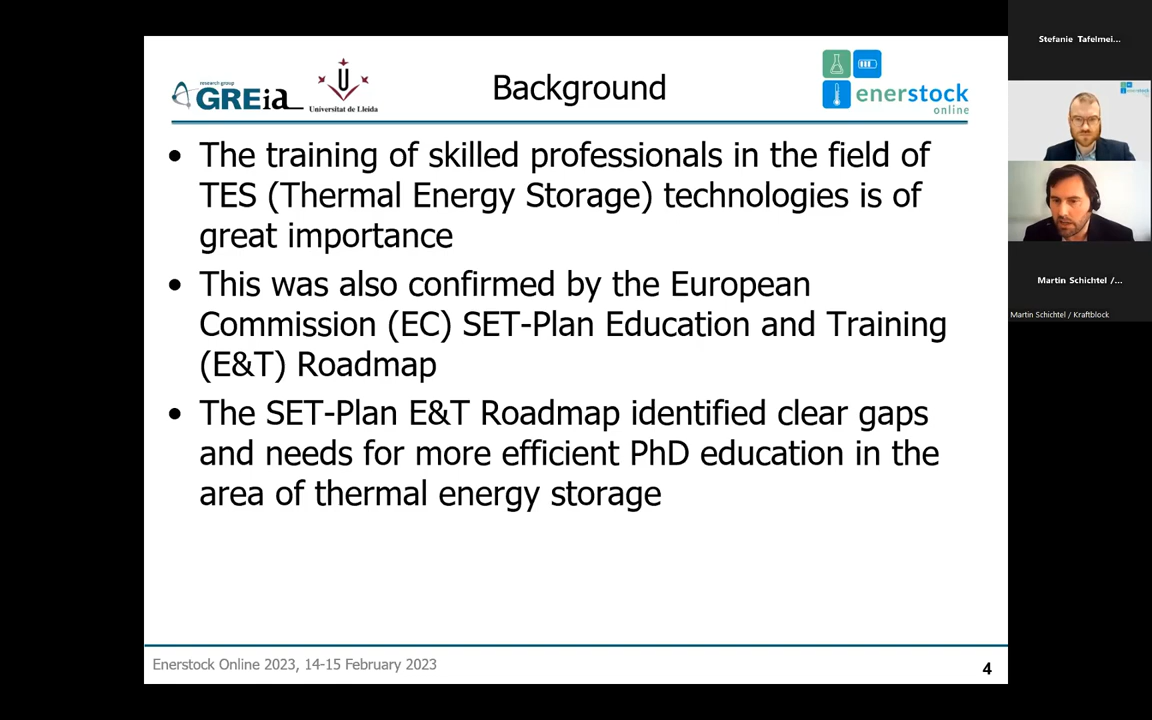 research group
GREia
Universitat de Lleida
Background
enerstock
online
• The training of skilled professionals in the field of
TES (Thermal Energy Storage) technologies is of
great importance
• This was also confirmed by the European
Commission (EC) SET-Plan Education and Training
(E&T) Roadmap
• The SET-Plan E&T Roadmap identified clear gaps
and needs for more efficient PhD education in the
area of thermal energy storage
Enerstock Online 2023, 14-15 February 2023
4
Stefanie Tafelmei...
enerstock
Martin Schichtel /...
Martin Schichtel / Kraftblock